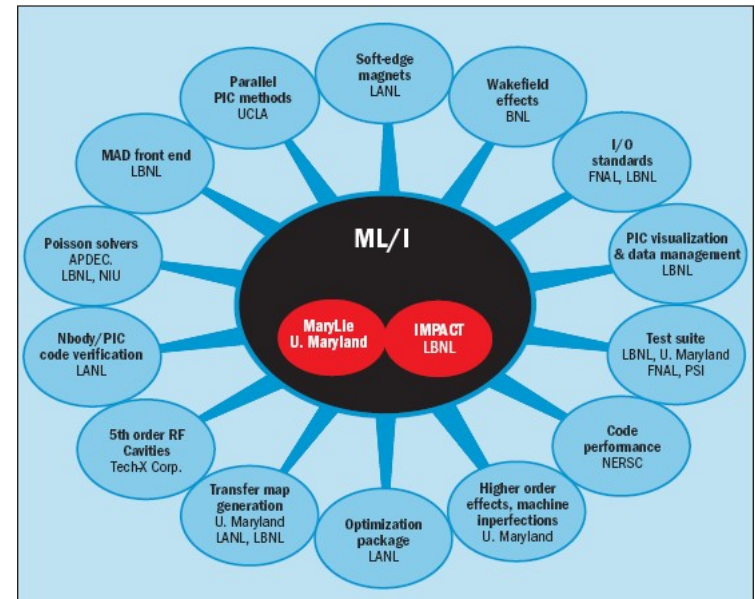 Soft-edge
magnets
LANL
Wakefield
effects
BNL
I/O
standards
FNAL, LBNL
PIC visualization
& data management
LBNL
Test suite
LBNL, U. Maryland
FNAL, PSI
Code
performance
NERSC
Higher order
effects, machine
inperfections
U. Maryland
Optimization
package
LANL
Transfer map
generation
U. Maryland
LANL, LBNL
5th order RF
Cavities
Tech-X Corp.
Nbody/PIC
code verification
LANL
Poisson solvers
APDEC.
LBNL, NIU
MAD front end
LBNL
Parallel
PIC methods
UCLA
ML/I
MaryLie
U. Maryland
IMPACT
LBNL